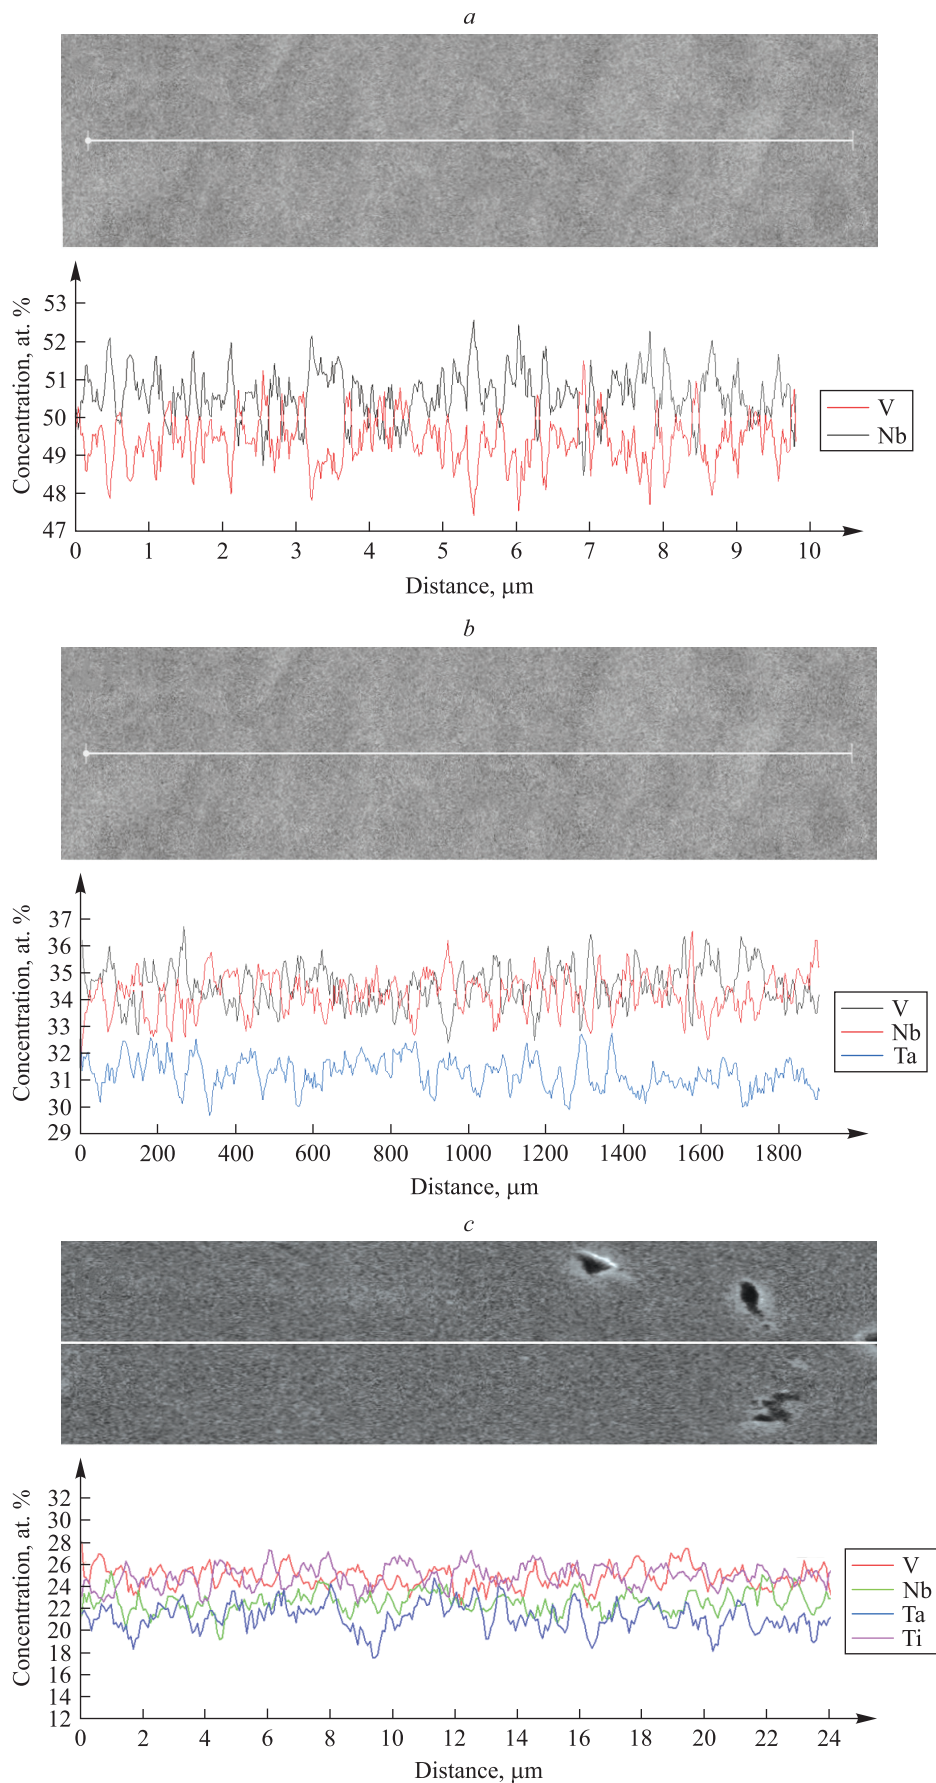 a
Concentration, at. %
53
52
51
50
49
48
47
0 1 2 3 4 5 6 7 8 9 10
Distance, μm
V
Nb
b
Concentration, at. %
37
36
35
34
33
32
31
30
29
0 200 400 600 800 1000 1200 1400 1600 1800
Distance, μm
V
Nb
Ta
c
Concentration, at. %
32
30
28
26
24
22
20
18
16
14
12
0 2 4 6 8 10 12 14 16 18 20 22 24
Distance, μm
V
Nb
Ta
Ti